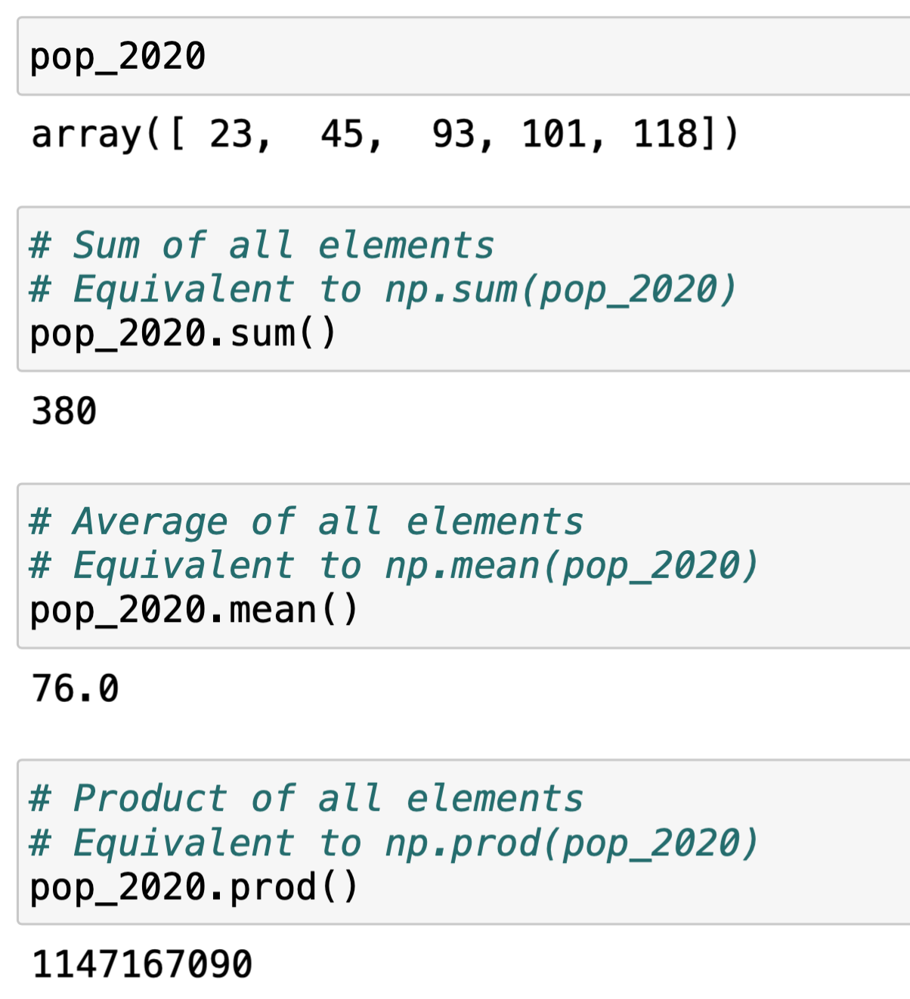 pop_2020
array([ 23,  45,  93, 101, 118])
# Sum of all elements
# Equivalent to np.sum(pop_2020)
pop_2020.sum()
380
# Average of all elements
# Equivalent to np.mean(pop_2020)
pop_2020.mean()
76.0
# Product of all elements
# Equivalent to np.prod(pop_2020)
pop_2020.prod()
1147167090